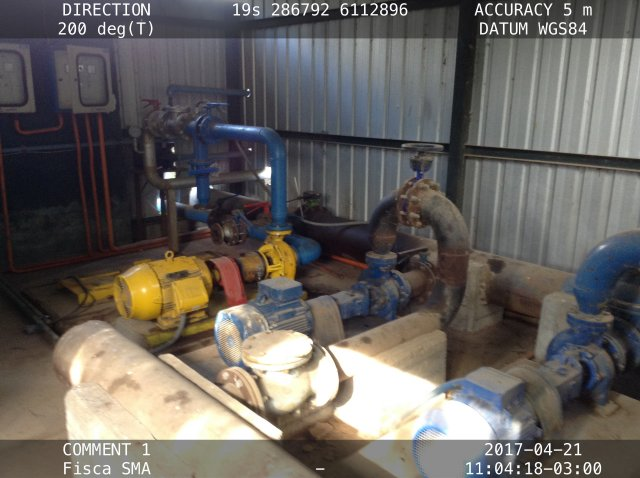 DIRECTION
200 deg(T)
19s 286792 6112896
ACCURACY 5 m
DATUM WGS84
COMMENT 1
Fisca SMA
-
2017-04-21
11:04:18-03:00